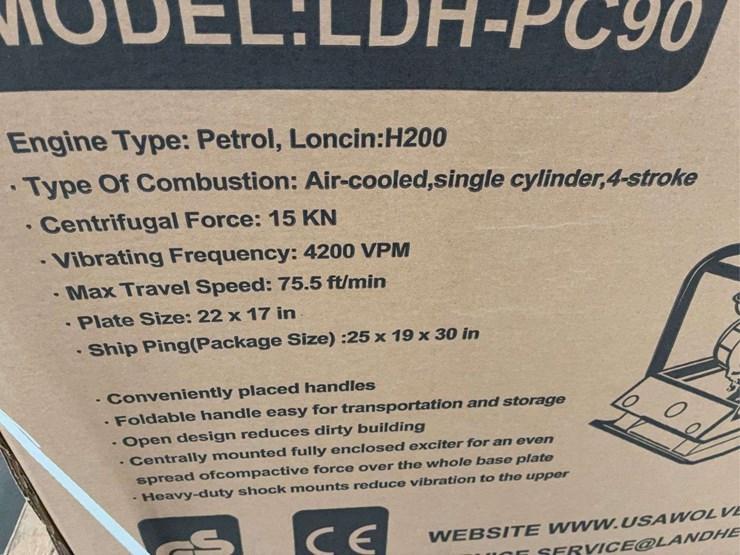 MODEL:LDH-PC90
Engine Type: Petrol, Loncin:H200
· Type Of Combustion: Air-cooled,single cylinder,4-stroke
· Centrifugal Force: 15 KN
· Vibrating Frequency: 4200 VPM
· Max Travel Speed: 75.5 ft/min
· Plate Size: 22 x 17 in
· Ship Ping(Package Size) :25 x 19 x 30 in
· Conveniently placed handles
· Foldable handle easy for transportation and storage
· Open design reduces dirty building
· Centrally mounted fully enclosed exciter for an even
spread ofcompactive force over the whole base plate
· Heavy-duty shock mounts reduce vibration to the upper
GS CE
WEBSITE WWW.USAWOLVE
SERVICE@LANDHE